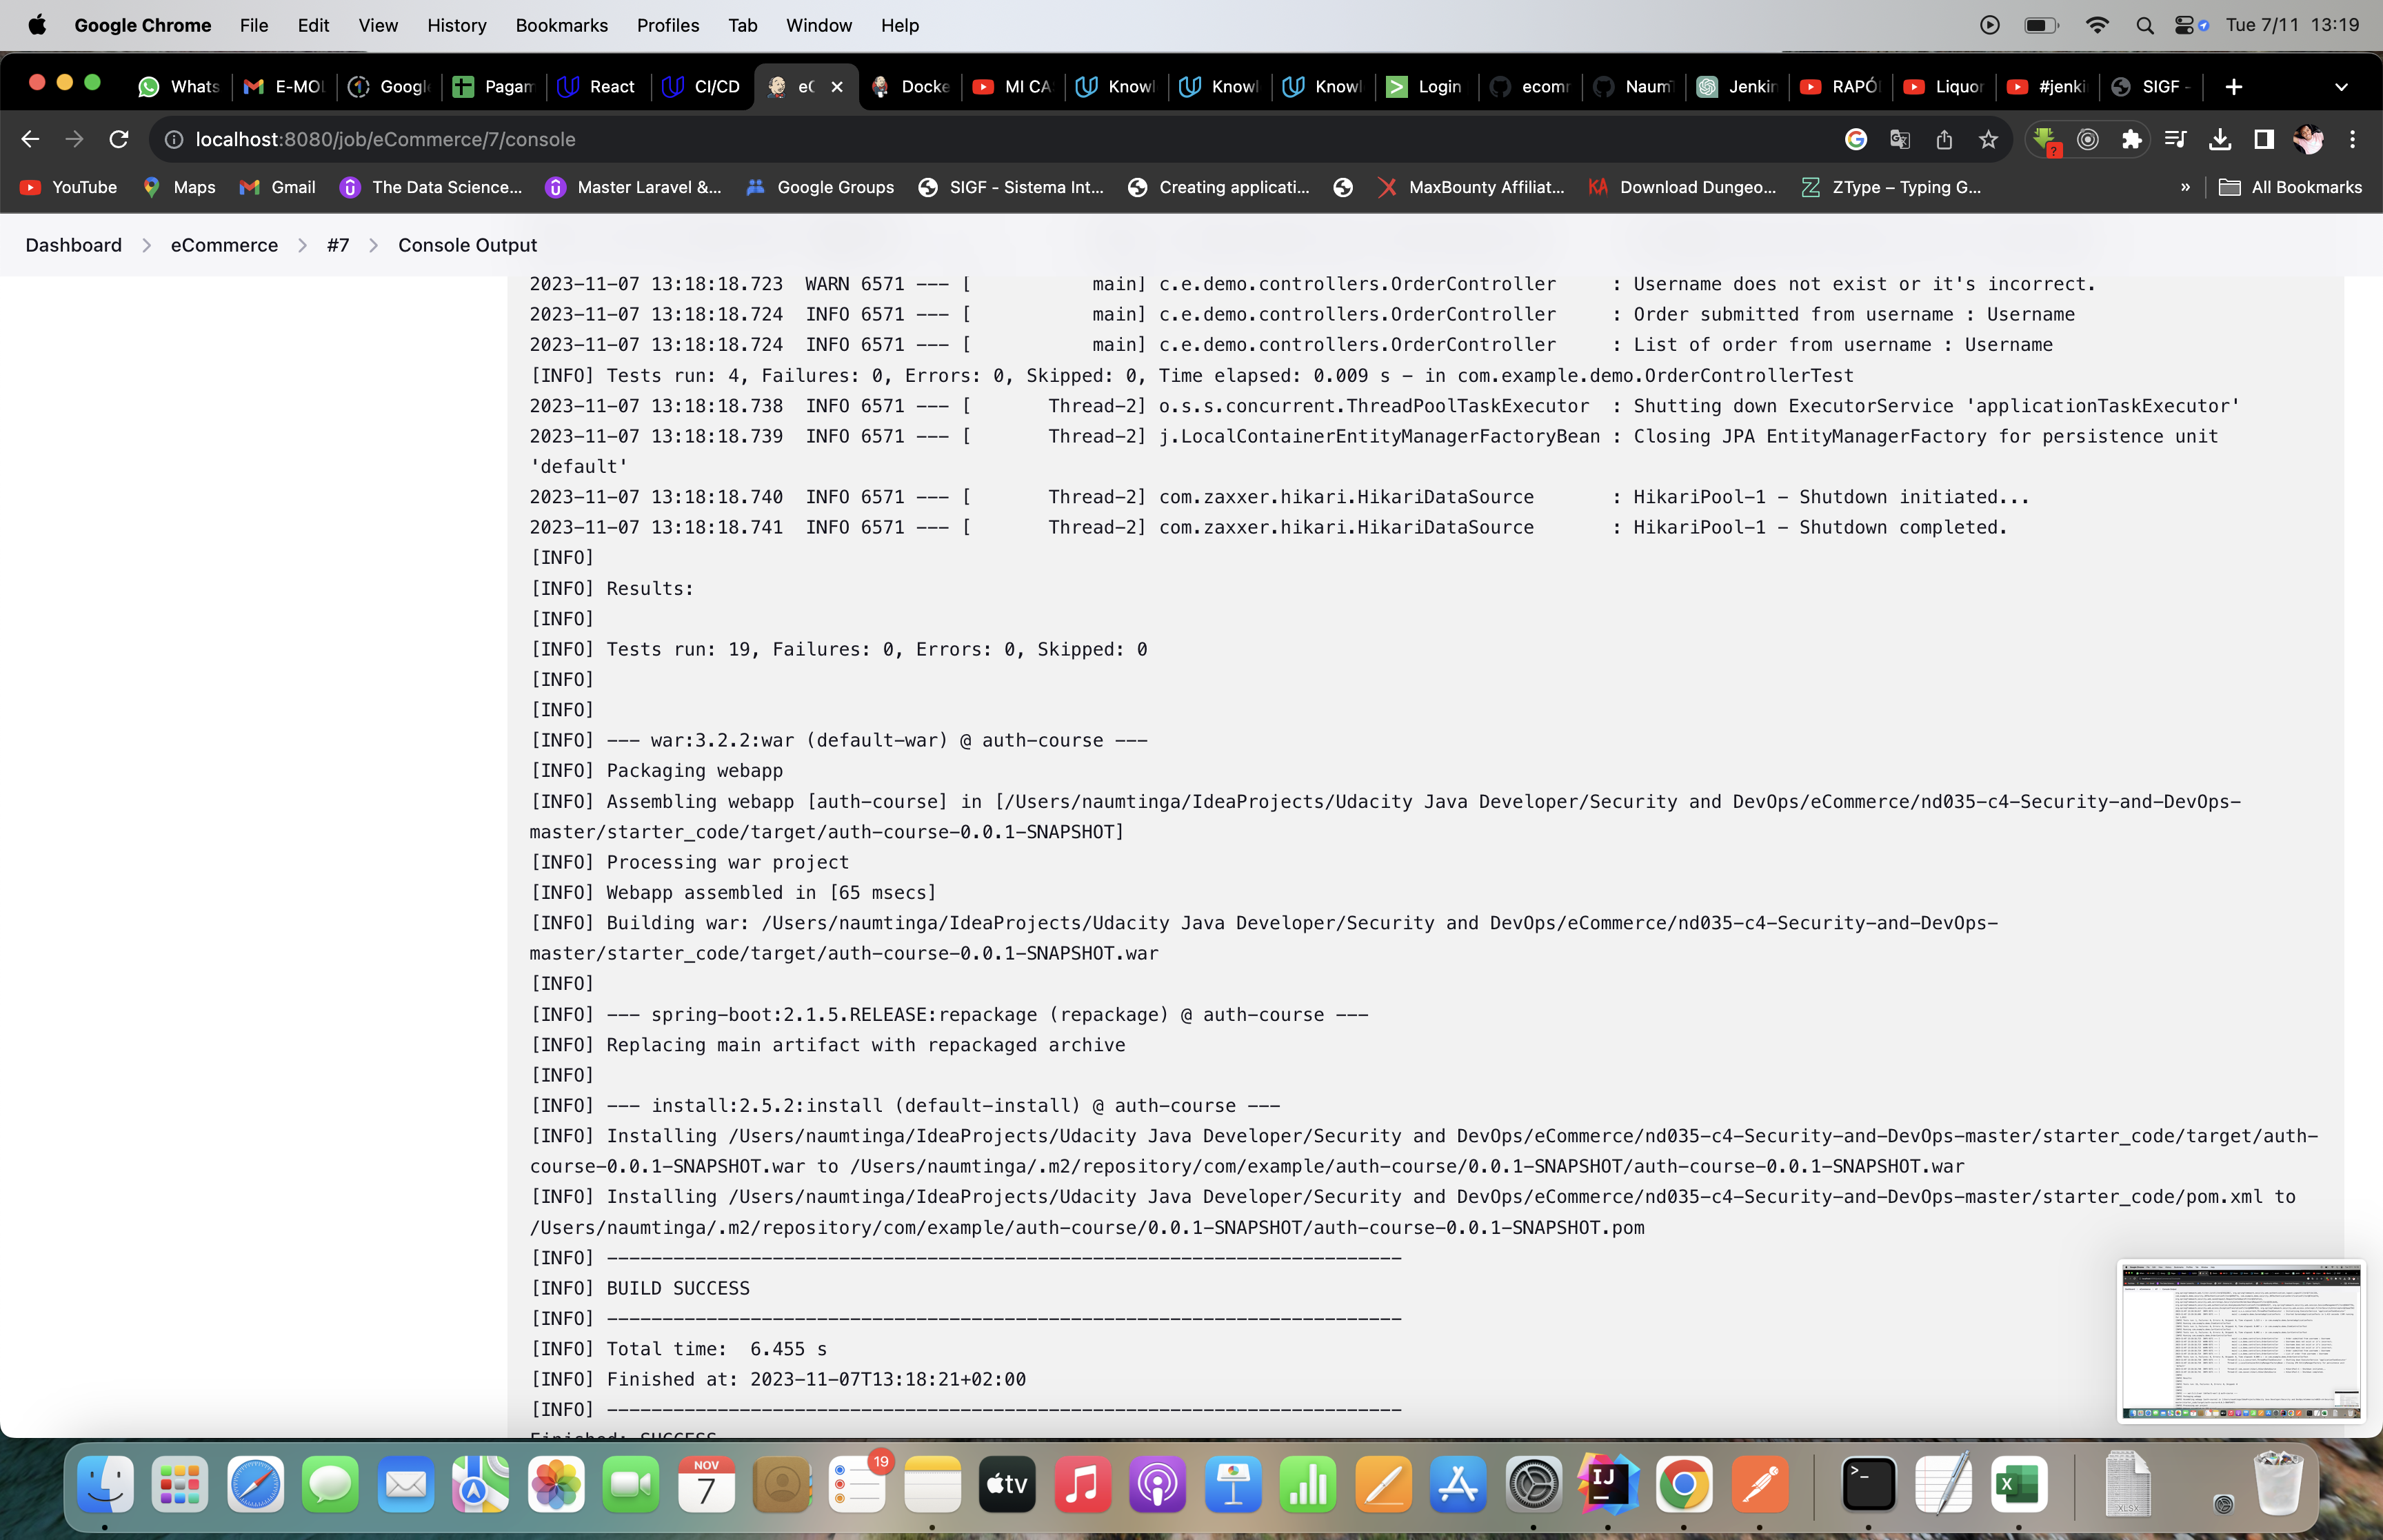 Google Chrome File Edit View History Bookmarks Profiles Tab Window Help Tue 7/11 13:19
Whats E-MOL Googl Pagam React CI/CD eC Docke MI CA Knowl Knowl Knowl Login ecomm Naum Jenkin RAPÓ Liquor #jenki SIGF -
localhost:8080/job/eCommerce/7/console
YouTube Maps Gmail The Data Science... Master Laravel &... Google Groups SIGF - Sistema Int... Creating applicati... MaxBounty Affiliat... KA Download Dungeo... ZType – Typing G... » All Bookmarks
Dashboard > eCommerce > #7 > Console Output
2023-11-07 13:18:18.723  WARN 6571 --- [           main] c.e.demo.controllers.OrderController     : Username does not exist or it's incorrect.
2023-11-07 13:18:18.724  INFO 6571 --- [           main] c.e.demo.controllers.OrderController     : Order submitted from username : Username
2023-11-07 13:18:18.724  INFO 6571 --- [           main] c.e.demo.controllers.OrderController     : List of order from username : Username
[INFO] Tests run: 4, Failures: 0, Errors: 0, Skipped: 0, Time elapsed: 0.009 s - in com.example.demo.OrderControllerTest
2023-11-07 13:18:18.738  INFO 6571 --- [       Thread-2] o.s.s.concurrent.ThreadPoolTaskExecutor  : Shutting down ExecutorService 'applicationTaskExecutor'
2023-11-07 13:18:18.739  INFO 6571 --- [       Thread-2] j.LocalContainerEntityManagerFactoryBean : Closing JPA EntityManagerFactory for persistence unit
'default'
2023-11-07 13:18:18.740  INFO 6571 --- [       Thread-2] com.zaxxer.hikari.HikariDataSource       : HikariPool-1 - Shutdown initiated...
2023-11-07 13:18:18.741  INFO 6571 --- [       Thread-2] com.zaxxer.hikari.HikariDataSource       : HikariPool-1 - Shutdown completed.
[INFO]
[INFO] Results:
[INFO]
[INFO] Tests run: 19, Failures: 0, Errors: 0, Skipped: 0
[INFO]
[INFO]
[INFO] --- war:3.2.2:war (default-war) @ auth-course ---
[INFO] Packaging webapp
[INFO] Assembling webapp [auth-course] in [/Users/naumtinga/IdeaProjects/Udacity Java Developer/Security and DevOps/eCommerce/nd035-c4-Security-and-DevOps-
master/starter_code/target/auth-course-0.0.1-SNAPSHOT]
[INFO] Processing war project
[INFO] Webapp assembled in [65 msecs]
[INFO] Building war: /Users/naumtinga/IdeaProjects/Udacity Java Developer/Security and DevOps/eCommerce/nd035-c4-Security-and-DevOps-
master/starter_code/target/auth-course-0.0.1-SNAPSHOT.war
[INFO]
[INFO] --- spring-boot:2.1.5.RELEASE:repackage (repackage) @ auth-course ---
[INFO] Replacing main artifact with repackaged archive
[INFO]
[INFO] --- install:2.5.2:install (default-install) @ auth-course ---
[INFO] Installing /Users/naumtinga/IdeaProjects/Udacity Java Developer/Security and DevOps/eCommerce/nd035-c4-Security-and-DevOps-master/starter_code/target/auth-
course-0.0.1-SNAPSHOT.war to /Users/naumtinga/.m2/repository/com/example/auth-course/0.0.1-SNAPSHOT/auth-course-0.0.1-SNAPSHOT.war
[INFO] Installing /Users/naumtinga/IdeaProjects/Udacity Java Developer/Security and DevOps/eCommerce/nd035-c4-Security-and-DevOps-master/starter_code/pom.xml to
/Users/naumtinga/.m2/repository/com/example/auth-course/0.0.1-SNAPSHOT/auth-course-0.0.1-SNAPSHOT.pom
[INFO] ------------------------------------------------------------------------
[INFO] BUILD SUCCESS
[INFO] ------------------------------------------------------------------------
[INFO] Total time:  6.455 s
[INFO] Finished at: 2023-11-07T13:18:21+02:00
[INFO] ------------------------------------------------------------------------
Finished: SUCCESS
NOV
7
19
tv
IJ
XLSX